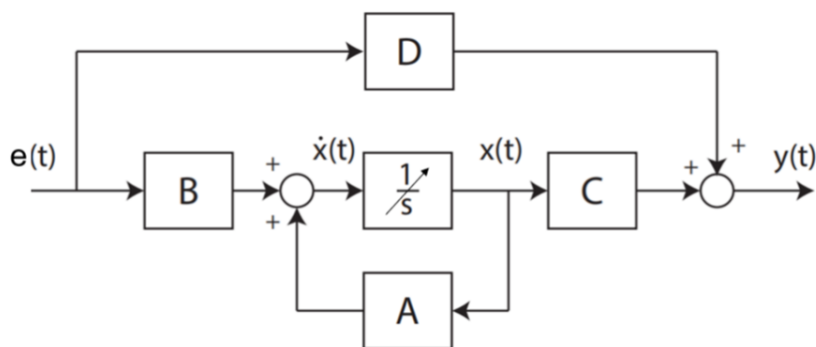 D
+
e(t)
B
+
+
ẋ(t)
1
s
x(t)
C
+
y(t)
A